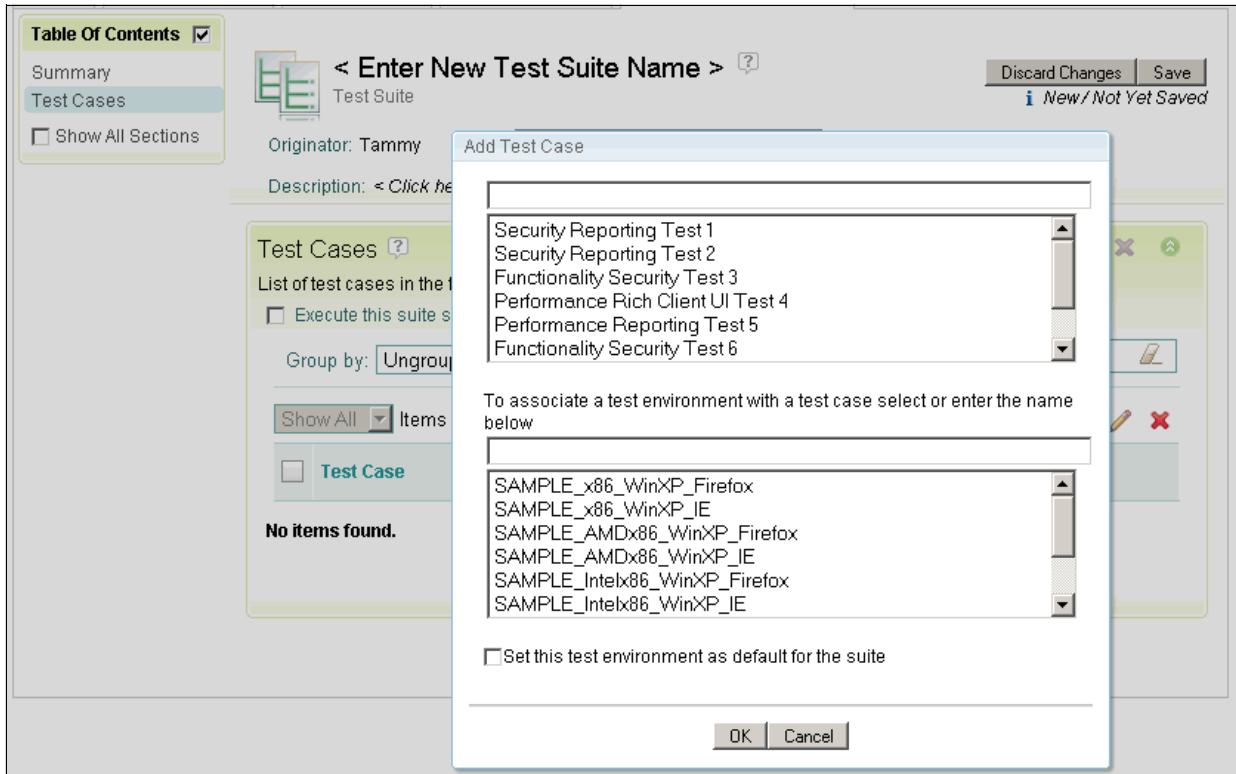 Table Of Contents
Summary
Test Cases
Show All Sections
< Enter New Test Suite Name >
Test Suite
Discard Changes
Save
New / Not Yet Saved
Originator: Tammy
Description: < Click he
Test Cases
List of test cases in the
Execute this suite s
Group by: Ungroup
Show All Items
Test Case
No items found.
Add Test Case
Security Reporting Test 1
Security Reporting Test 2
Functionality Security Test 3
Performance Rich Client UI Test 4
Performance Reporting Test 5
Functionality Security Test 6
To associate a test environment with a test case select or enter the name
below
SAMPLE_x86_WinXP_Firefox
SAMPLE_x86_WinXP_IE
SAMPLE_AMDx86_WinXP_Firefox
SAMPLE_AMDx86_WinXP_IE
SAMPLE_Intelx86_WinXP_Firefox
SAMPLE_Intelx86_WinXP_IE
Set this test environment as default for the suite
OK
Cancel